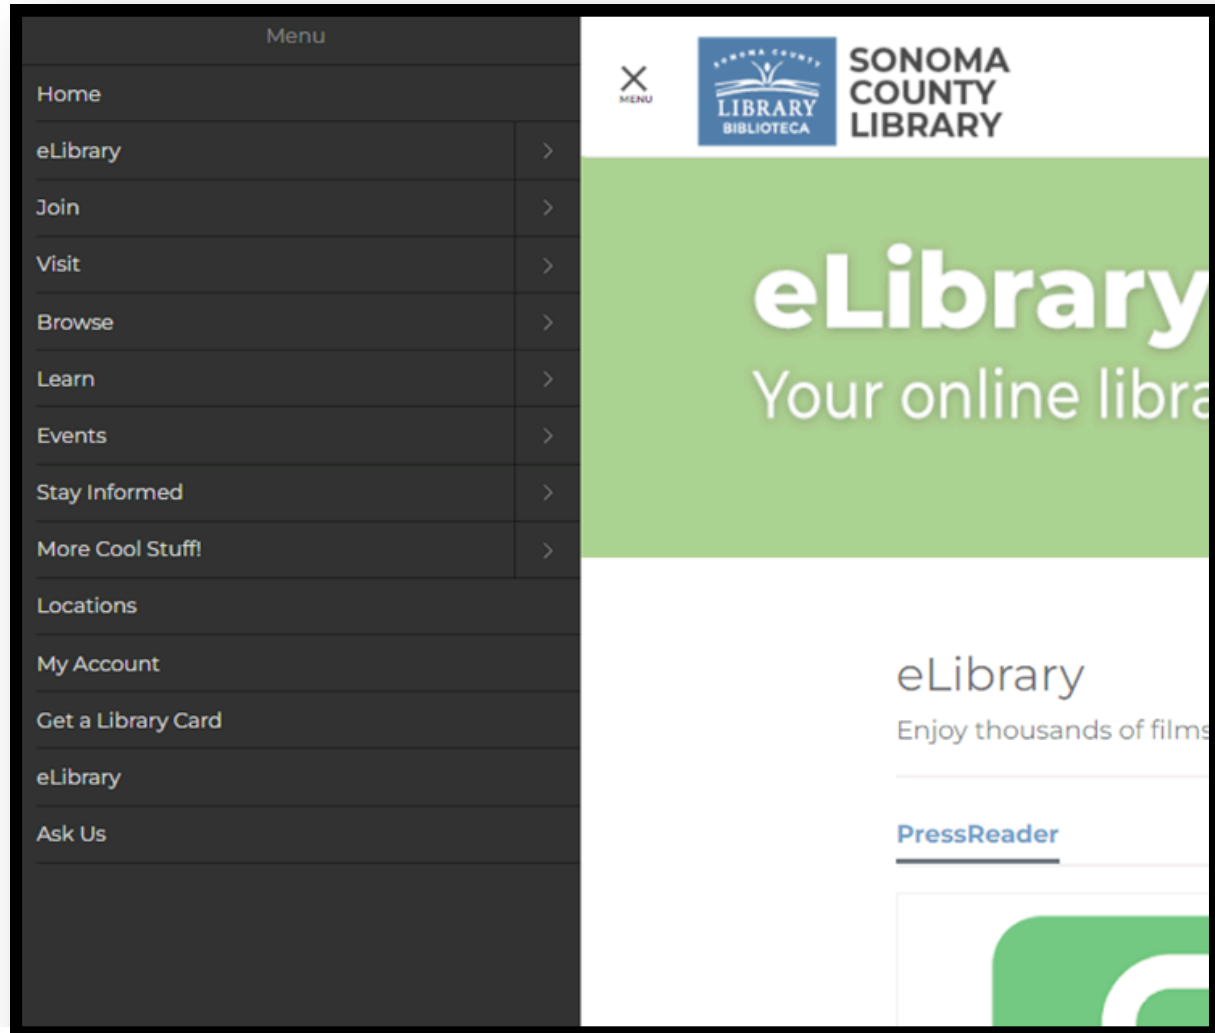 Menu
Home
eLibrary
Join
Visit
Browse
Learn
Events
Stay Informed
More Cool Stuff!
Locations
My Account
Get a Library Card
eLibrary
Ask Us
MENU
SONOMA COUNTY
LIBRARY
BIBLIOTECA
SONOMA
COUNTY
LIBRARY
eLibrary
Your online libra
eLibrary
Enjoy thousands of films
PressReader